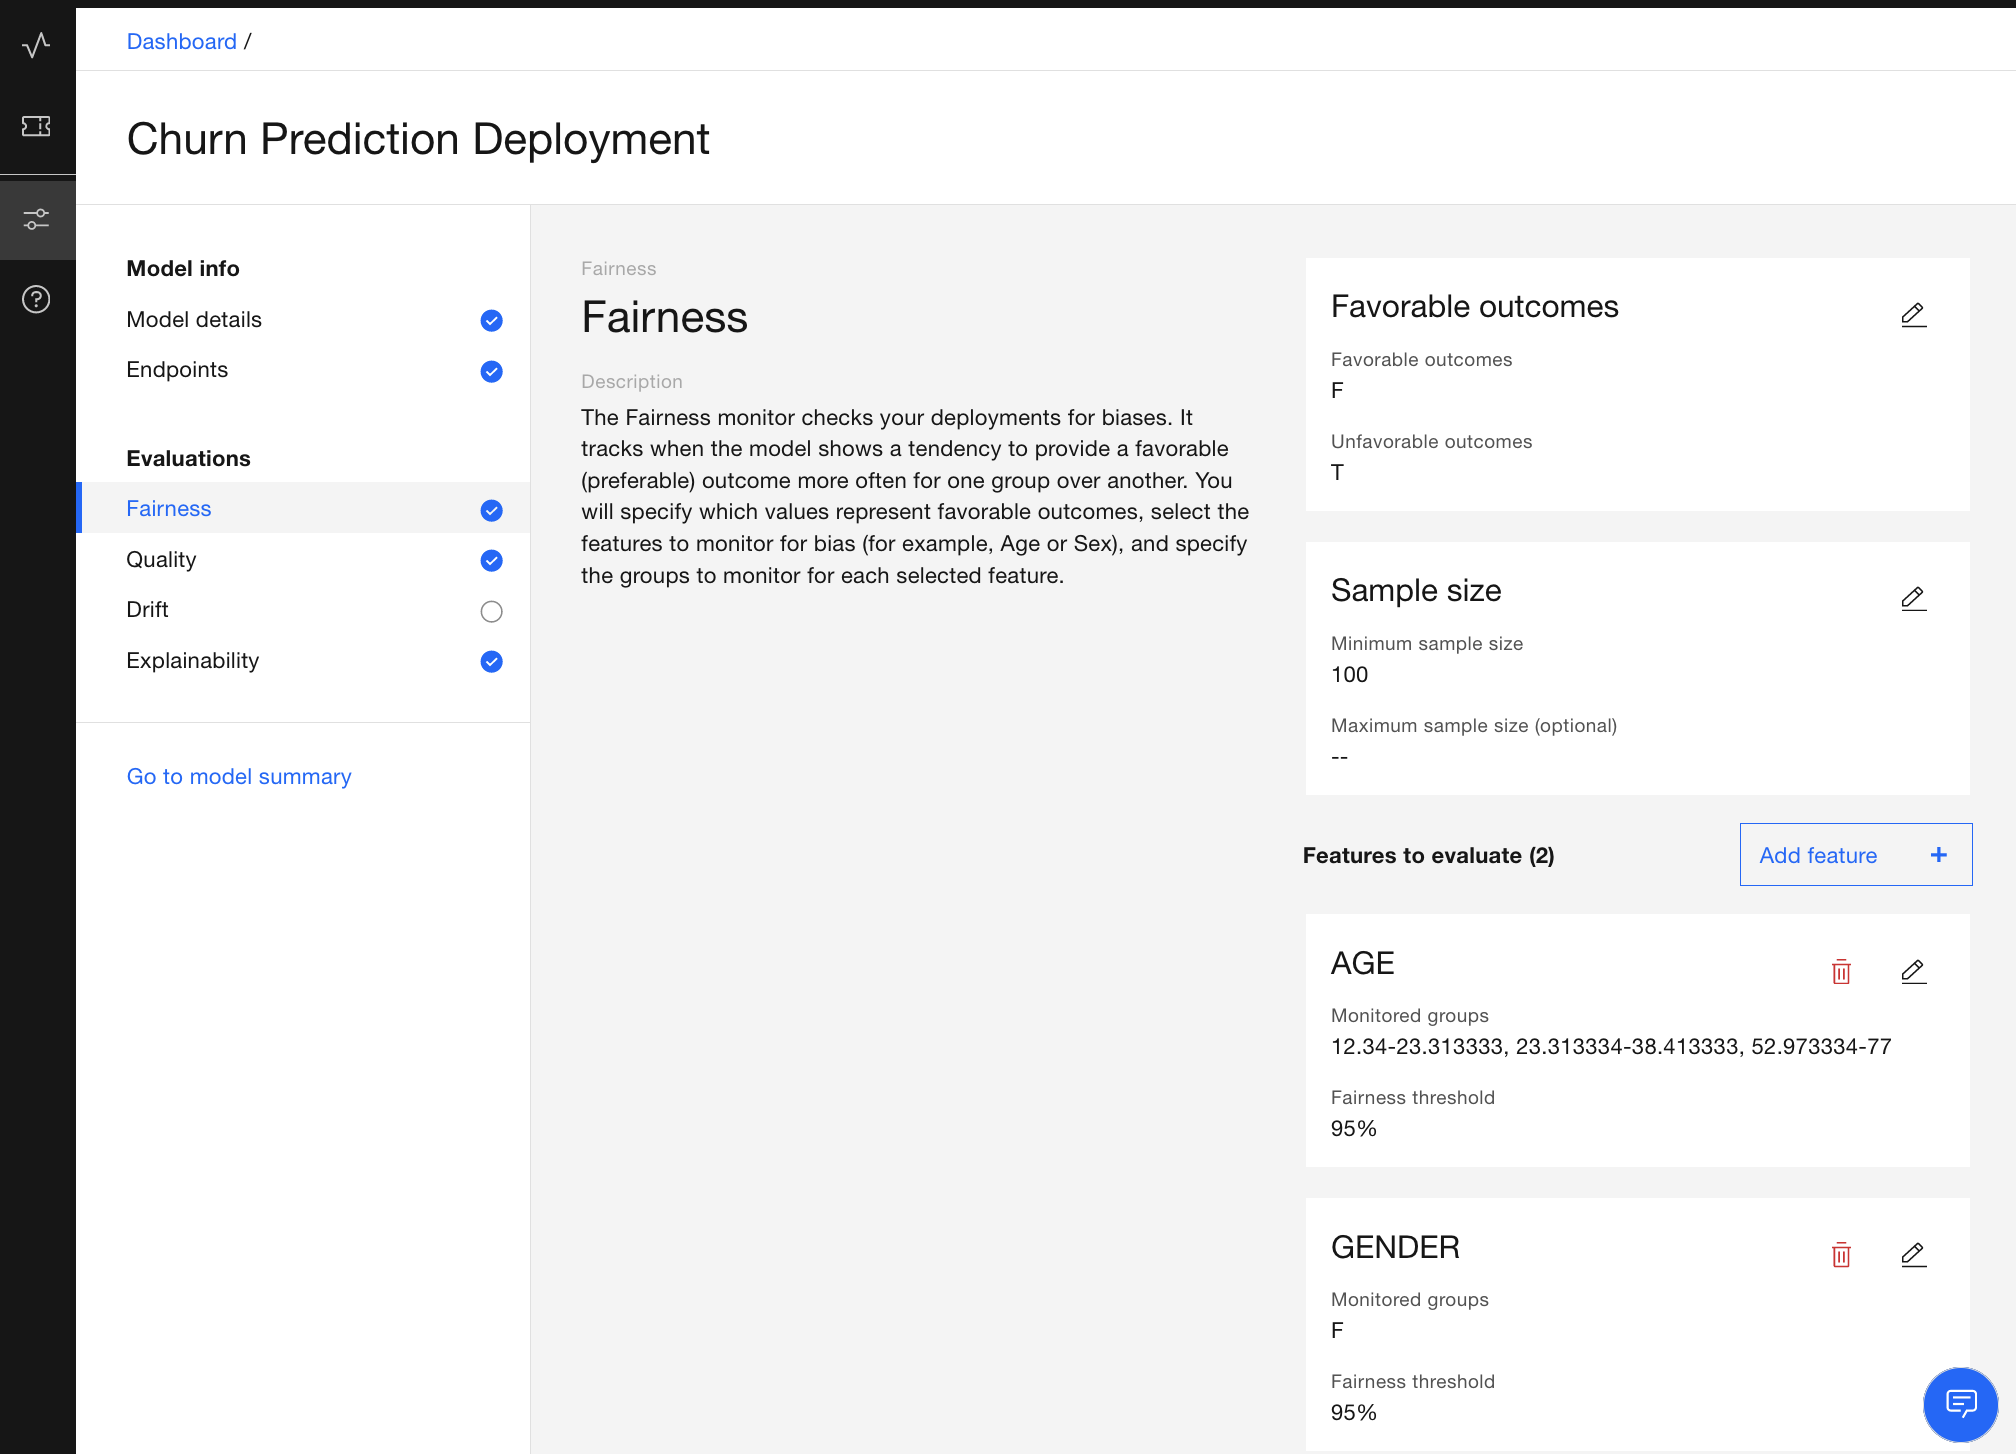 Dashboard /
Churn Prediction Deployment
Model info
Model details
Endpoints
Evaluations
Fairness
Quality
Drift
Explainability
Go to model summary
Fairness
Fairness
Description
The Fairness monitor checks your deployments for biases. It
tracks when the model shows a tendency to provide a favorable
(preferable) outcome more often for one group over another. You
will specify which values represent favorable outcomes, select the
features to monitor for bias (for example, Age or Sex), and specify
the groups to monitor for each selected feature.
Favorable outcomes
Favorable outcomes
F
Unfavorable outcomes
T
Sample size
Minimum sample size
100
Maximum sample size (optional)
--
Features to evaluate (2)
Add feature +
AGE
Monitored groups
12.34-23.313333, 23.313334-38.413333, 52.973334-77
Fairness threshold
95%
GENDER
Monitored groups
F
Fairness threshold
95%